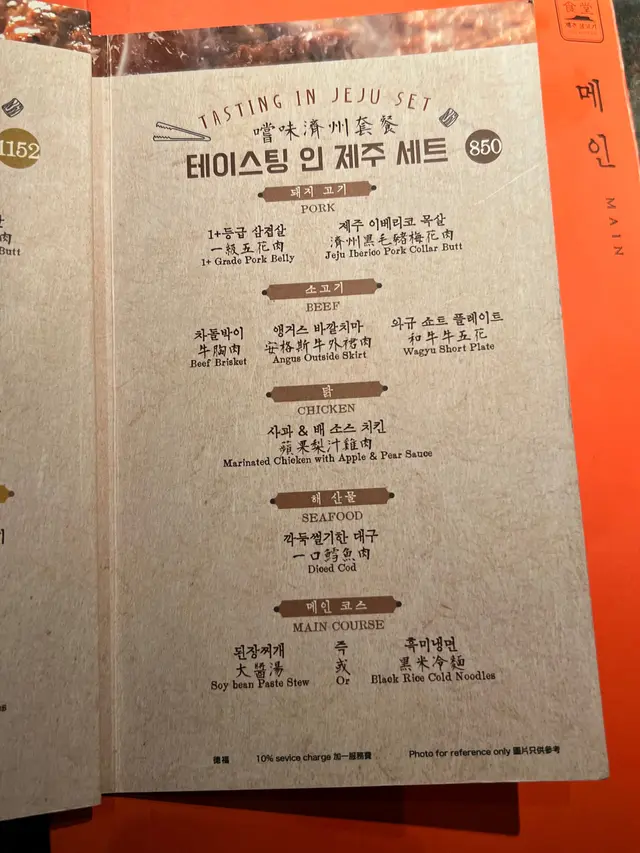 1152
Butt
食堂
메인
MAIN
TASTING IN JEJU SET
嚐味濟州套餐
테이스팅 인 제주 세트 850
돼지 고기
PORK
1+등급 삼겹살
一級五花肉
1+ Grade Pork Belly
제주 이베리코 목살
濟州黑毛豬梅花肉
Jeju Iberico Pork Collar Butt
소고기
BEEF
차돌박이
牛胸肉
Beef Brisket
앵거스 바깥치마
安格斯牛外裙肉
Angus Outside Skirt
와규 쇼트 플레이트
和牛牛五花
Wagyu Short Plate
닭
CHICKEN
사과 & 배 소스 치킨
蘋果梨汁雞肉
Marinated Chicken with Apple & Pear Sauce
해 산물
SEAFOOD
깍둑썰기한 대구
一口鱈魚肉
Diced Cod
메인 코스
MAIN COURSE
된장찌개
大醬湯
Soy bean Paste Stew
즉
或
Or
흑미냉면
黑米冷麵
Black Rice Cold Noodles
德福
10% sevice charge 加一服務費
Photo for reference only 圖片只供參考